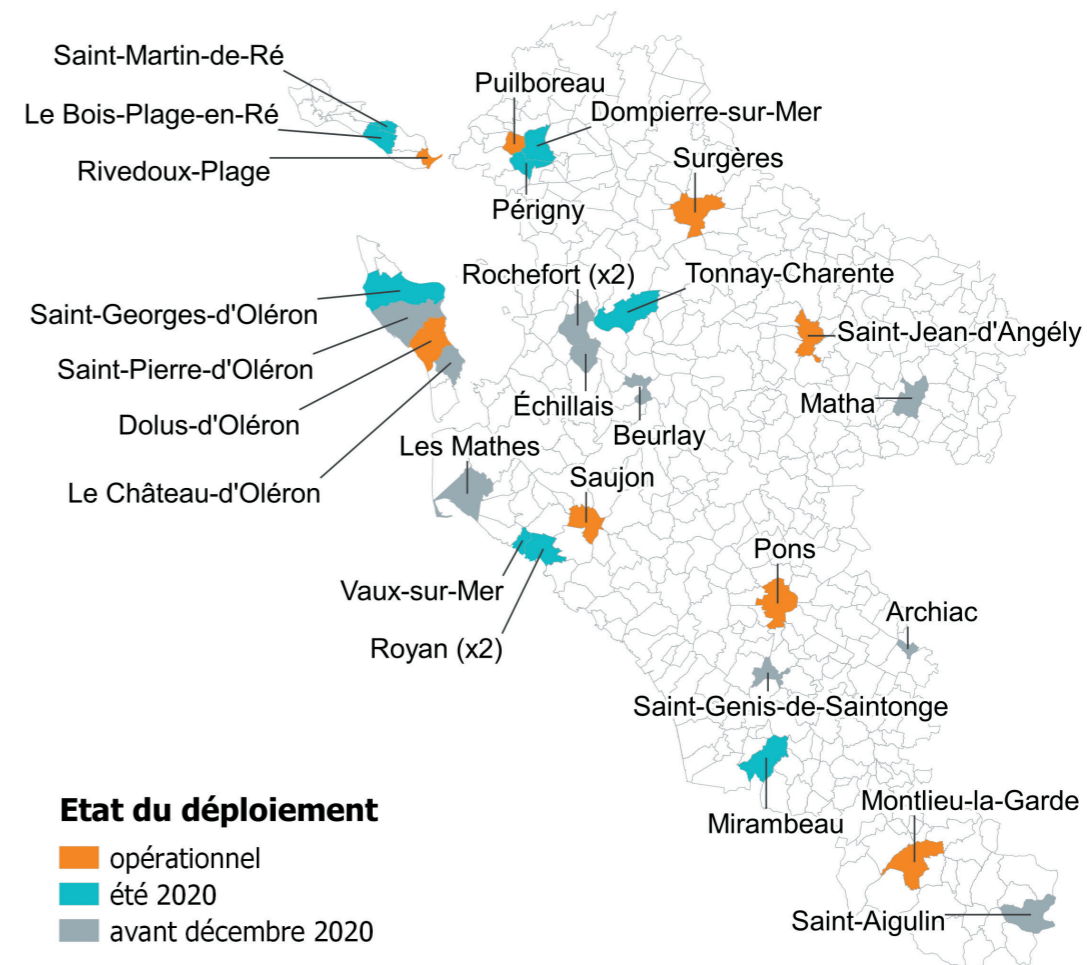 Saint-Martin-de-Ré
Puilboreau
Le Bois-Plage-en-Ré
Dompierre-sur-Mer
Rivedoux-Plage
Surgères
Périgny
Rochefort (x2)
Tonnay-Charente
Saint-Georges-d'Oléron
Saint-Jean-d'Angély
Saint-Pierre-d'Oléron
Échillais
Matha
Dolus-d'Oléron
Beurlay
Les Mathes
Saujon
Le Château-d'Oléron
Pons
Vaux-sur-Mer
Archiac
Royan (x2)
Saint-Genis-de-Saintonge
Mirambeau
Montlieu-la-Garde
Saint-Aigulin
Etat du déploiement
opérationnel
été 2020
avant décembre 2020